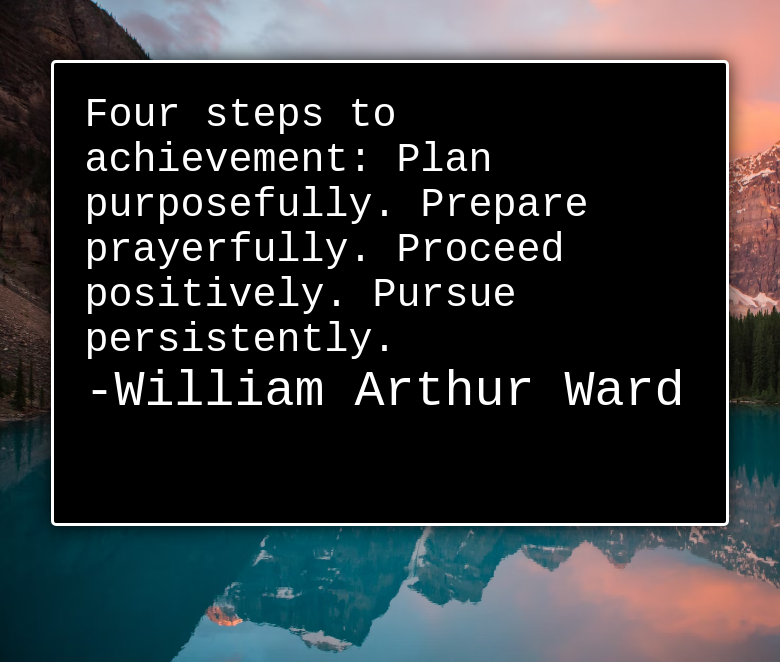 Four steps to
achievement: Plan
purposefully. Prepare
prayerfully. Proceed
positively. Pursue
persistently.
-William Arthur Ward